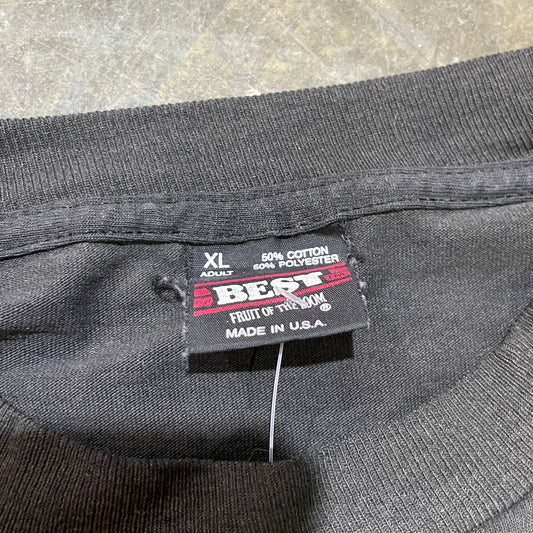 XL 50% COTTON
ADULT 50% POLYESTER
BEST
FRUIT OF THE LOOM ®
MADE IN U.S.A.